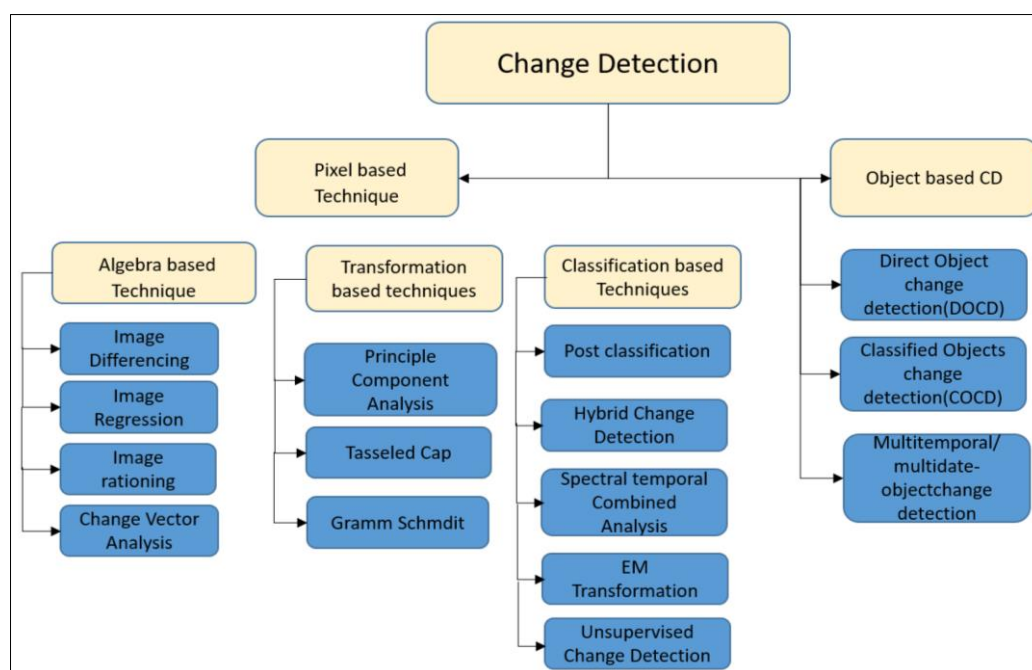 Change Detection
Pixel based
Technique
Object based CD
Algebra based
Technique
Image
Differencing
Image
Regression
Image
rationing
Change Vector
Analysis
Transformation
based techniques
Principle
Component
Analysis
Tasseled Cap
Gramm Schmdit
Classification based
Techniques
Post classification
Hybrid Change
Detection
Spectral temporal
Combined
Analysis
EM
Transformation
Unsupervised
Change Detection
Direct Object
change
detection(DOCD)
Classified Objects
change
detection(COCD)
Multitemporal/
multidate-
objectchange
detection